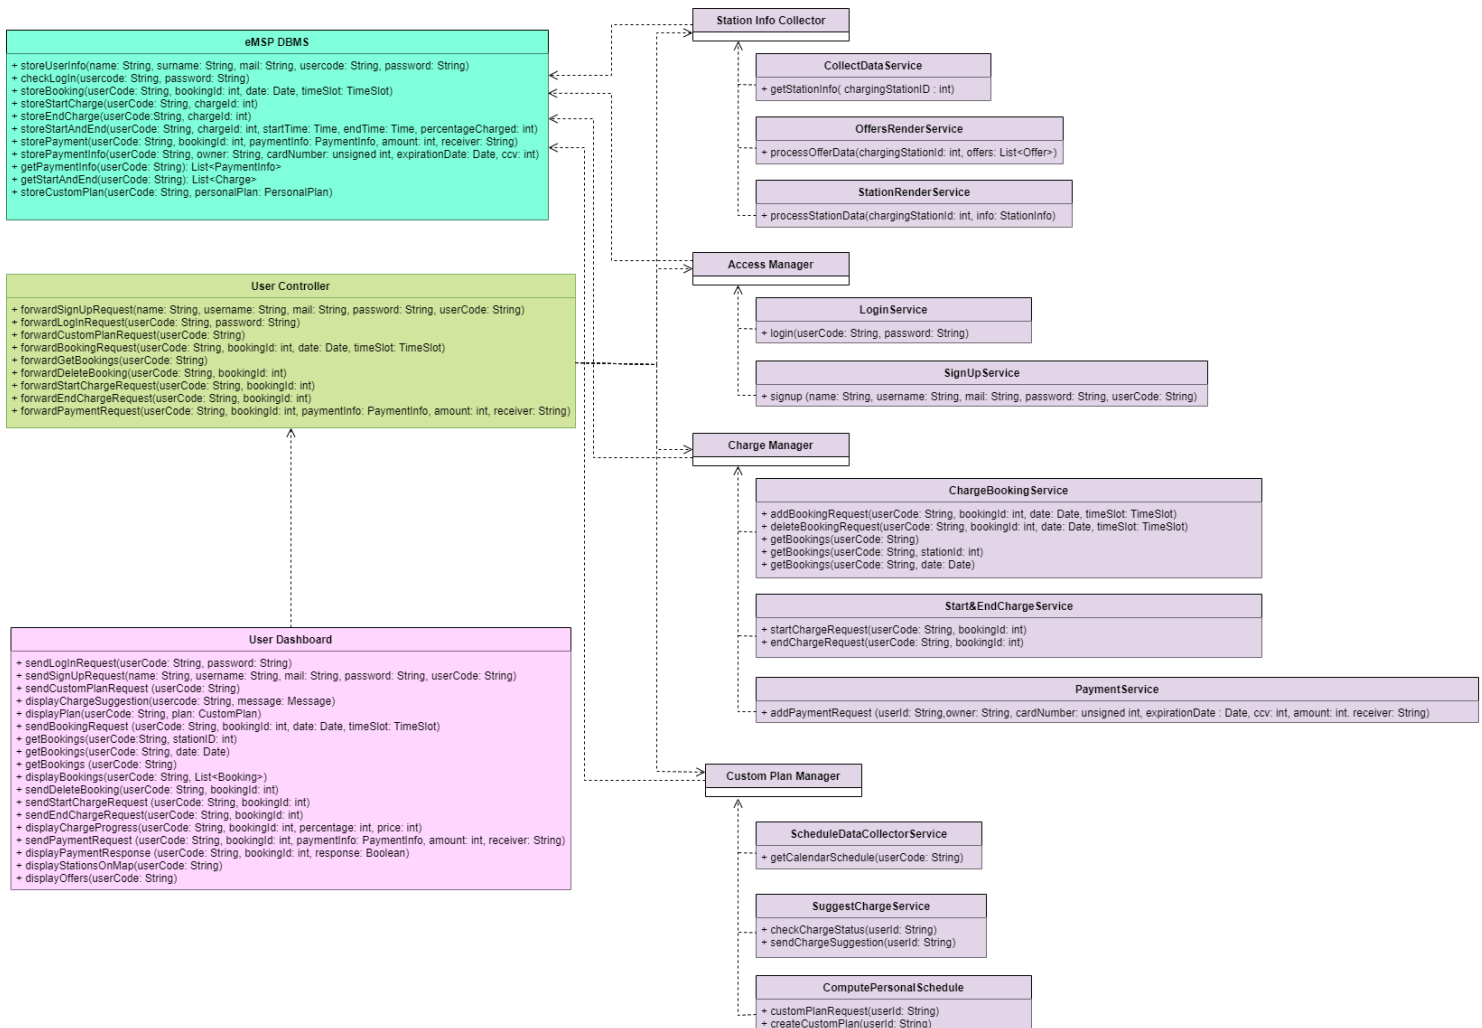 eMSP DBMS
+ storeUserInfo(name: String, surname: String, mail: String, usercode: String, password: String)
+ checkLogIn(usercode: String, password: String)
+ storeBooking(userCode: String, bookingId: int, date: Date, timeSlot: TimeSlot)
+ storeStartCharge(userCode: String, chargeId: int)
+ storeEndCharge(userCode:String, chargeId: int)
+ storeStartAndEnd(userCode: String, chargeId: int, startTime: Time, endTime: Time, percentageCharged: int)
+ storePayment(userCode: String, bookingId: int, paymentInfo: PaymentInfo, amount: int, receiver: String)
+ storePaymentInfo(userCode: String, owner: String, cardNumber: unsigned int, expirationDate: Date, ccv: int)
+ getPaymentInfo(userCode: String): List<PaymentInfo>
+ getStartAndEnd(userCode: String): List<Charge>
+ storeCustomPlan(userCode: String, personalPlan: PersonalPlan)
User Controller
+ forwardSignUpRequest(name: String, username: String, mail: String, password: String, userCode: String)
+ forwardLogInRequest(userCode: String, password: String)
+ forwardCustomPlanRequest(userCode: String)
+ forwardBookingRequest(userCode: String, bookingId: int, date: Date, timeSlot: TimeSlot)
+ forwardGetBookings(userCode: String)
+ forwardDeleteBooking(userCode: String, bookingId: int)
+ forwardStartChargeRequest(userCode: String, bookingId: int)
+ forwardEndChargeRequest(userCode: String, bookingId: int)
+ forwardPaymentRequest(userCode: String, bookingId: int, paymentInfo: PaymentInfo, amount: int, receiver: String)
User Dashboard
+ sendLogInRequest(userCode: String, password: String)
+ sendSignUpRequest(name: String, username: String, mail: String, password: String, userCode: String)
+ sendCustomPlanRequest (userCode: String)
+ displayChargeSuggestion(usercode: String, message: Message)
+ displayPlan(userCode: String, plan: CustomPlan)
+ sendBookingRequest (userCode: String, bookingId: int, date: Date, timeSlot: TimeSlot)
+ getBookings(userCode:String, stationID: int)
+ getBookings(userCode: String, date: Date)
+ getBookings (userCode: String)
+ displayBookings(userCode: String, List<Booking>)
+ sendDeleteBooking(userCode: String, bookingId: int)
+ sendStartChargeRequest (userCode: String, bookingId: int)
+ sendEndChargeRequest(userCode: String, bookingId: int)
+ displayChargeProgress(userCode: String, bookingId: int, percentage: int, price: int)
+ sendPaymentRequest (userCode: String, bookingId: int, paymentInfo: PaymentInfo, amount: int, receiver: String)
+ displayPaymentResponse (userCode: String, bookingId: int, response: Boolean)
+ displayStationsOnMap(userCode: String)
+ displayOffers(userCode: String)
Station Info Collector
CollectDataService
+ getStationInfo( chargingStationID : int)
OffersRenderService
+ processOfferData(chargingStationId: int, offers: List<Offer>)
StationRenderService
+ processStationData(chargingStationId: int, info: StationInfo)
Access Manager
LoginService
+ login(userCode: String, password: String)
SignUpService
+ signup (name: String, username: String, mail: String, password: String, userCode: String)
Charge Manager
ChargeBookingService
+ addBookingRequest(userCode: String, bookingId: int, date: Date, timeSlot: TimeSlot)
+ deleteBookingRequest(userCode: String, bookingId: int, date: Date, timeSlot: TimeSlot)
+ getBookings(userCode: String)
+ getBookings(userCode: String, stationId: int)
+ getBookings(userCode: String, date: Date)
Start&EndChargeService
+ startChargeRequest(userCode: String, bookingId: int)
+ endChargeRequest(userCode: String, bookingId: int)
PaymentService
+ addPaymentRequest (userId: String,owner: String, cardNumber: unsigned int, expirationDate : Date, ccv: int, amount: int. receiver: String)
Custom Plan Manager
ScheduleDataCollectorService
+ getCalendarSchedule(userCode: String)
SuggestChargeService
+ checkChargeStatus(userId: String)
+ sendChargeSuggestion(userId: String)
ComputePersonalSchedule
+ customPlanRequest(userId: String)
+ createCustomPlan(userId: String)